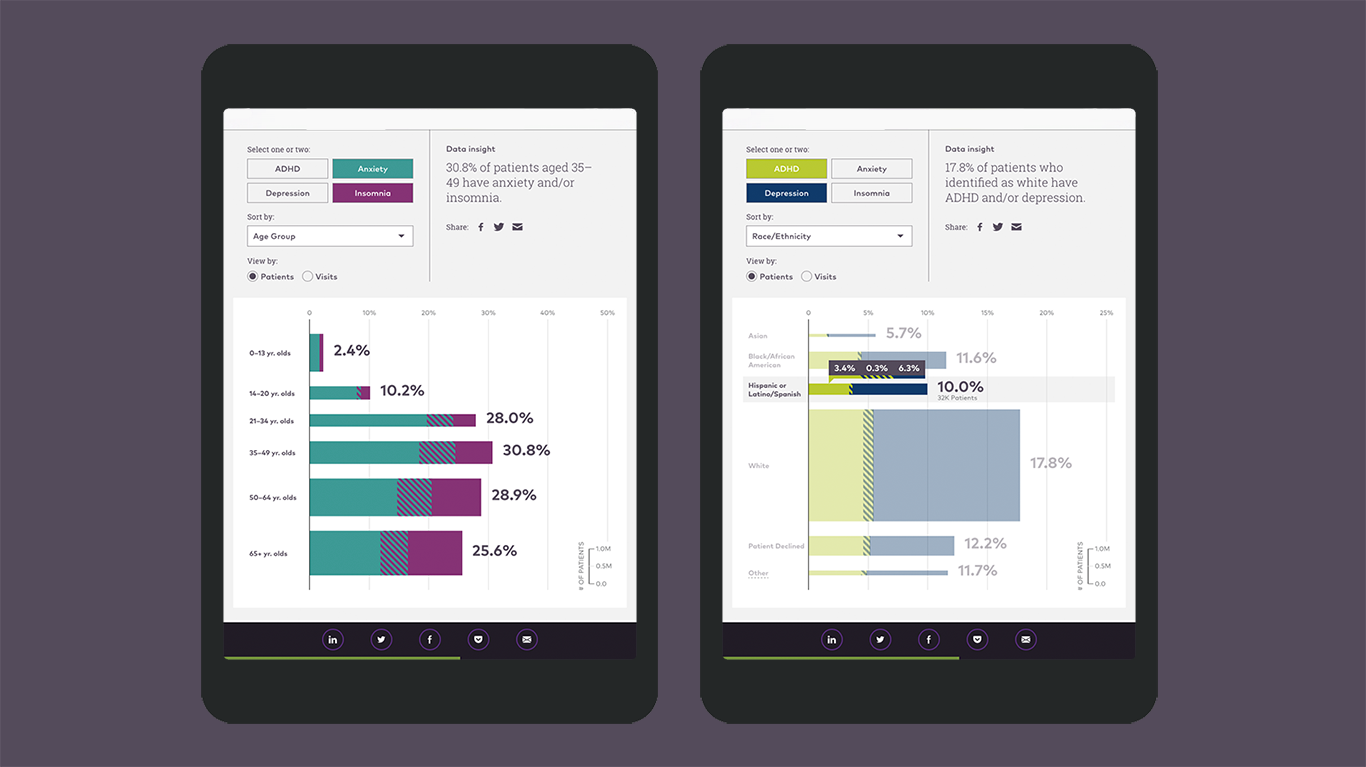 Select one or two:
ADHD
Anxiety
Depression
Insomnia
Sort by:
Age Group
View by:
Patients
Visits
Data insight
30.8% of patients aged 35–
49 have anxiety and/or
insomnia.
Share:
0
10%
20%
30%
40%
50%
0–13 yr. olds
2.4%
14–20 yr. olds
10.2%
21–34 yr. olds
28.0%
35–49 yr. olds
30.8%
50–64 yr. olds
28.9%
65+ yr. olds
25.6%
# OF PATIENTS
1.0M
0.5M
0.0
in
f
Select one or two:
ADHD
Anxiety
Depression
Insomnia
Sort by:
Race/Ethnicity
View by:
Patients
Visits
Data insight
17.8% of patients who
identified as white have
ADHD and/or depression.
Share:
0
5%
10%
15%
20%
25%
Asian
5.7%
Black/African
American
11.6%
3.4% 0.3% 6.3%
Hispanic or
Latino/Spanish
10.0%
32K Patients
White
17.8%
Patient Declined
12.2%
Other
11.7%
# OF PATIENTS
1.0M
0.5M
0.0
in
f